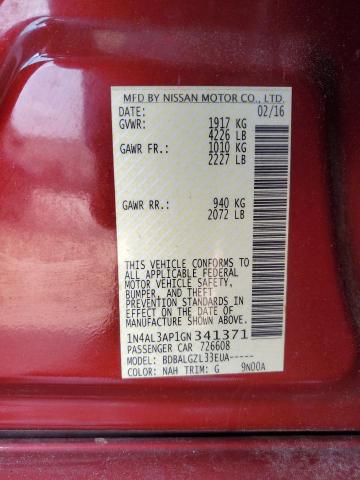 MFD BY NISSAN MOTOR CO., LTD.
DATE: 02/16
GVWR: 1917 KG
4226 LB
GAWR FR: 1010 KG
2227 LB
GAWR RR: 940 KG
2072 LB
THIS VEHICLE CONFORMS TO
ALL APPLICABLE FEDERAL
MOTOR VEHICLE SAFETY,
BUMPER, AND THEFT
PREVENTION STANDARDS IN
EFFECT ON THE DATE OF
MANUFACTURE SHOWN ABOVE.
1N4AL3AP1GN341371
PASSENGER CAR 726608
MODEL: BDBALGZL33EUA-----
COLOR: NAH TRIM: G 9N00A